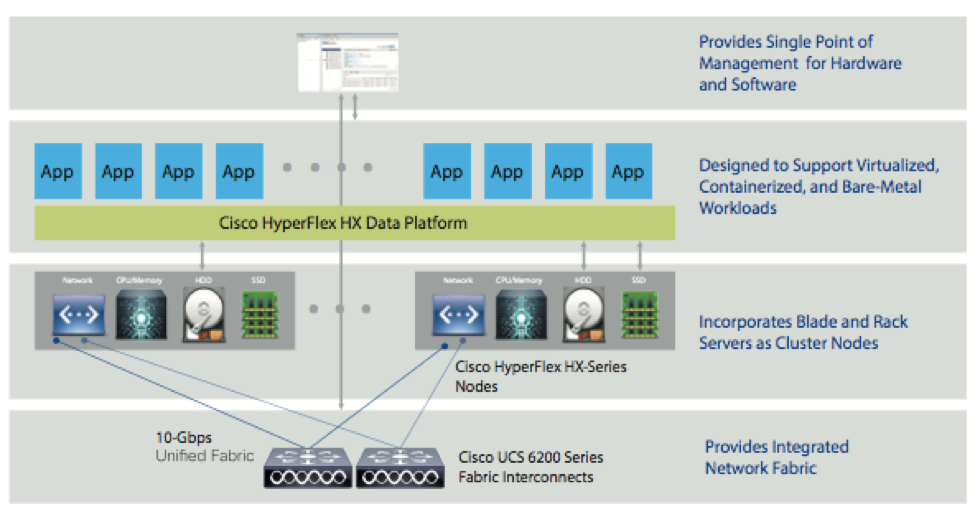 Provides Single Point of
Management for Hardware
and Software
App App App App App App App App
Designed to Support Virtualized,
Containerized, and Bare-Metal
Workloads
Cisco HyperFlex HX Data Platform
Network CPU/Memory HDD SSD Network CPU/Memory HDD SSD
Incorporates Blade and Rack
Servers as Cluster Nodes
Cisco HyperFlex HX-Series
Nodes
10-Gbps
Unified Fabric
Cisco UCS 6200 Series
Fabric Interconnects
Provides Integrated
Network Fabric